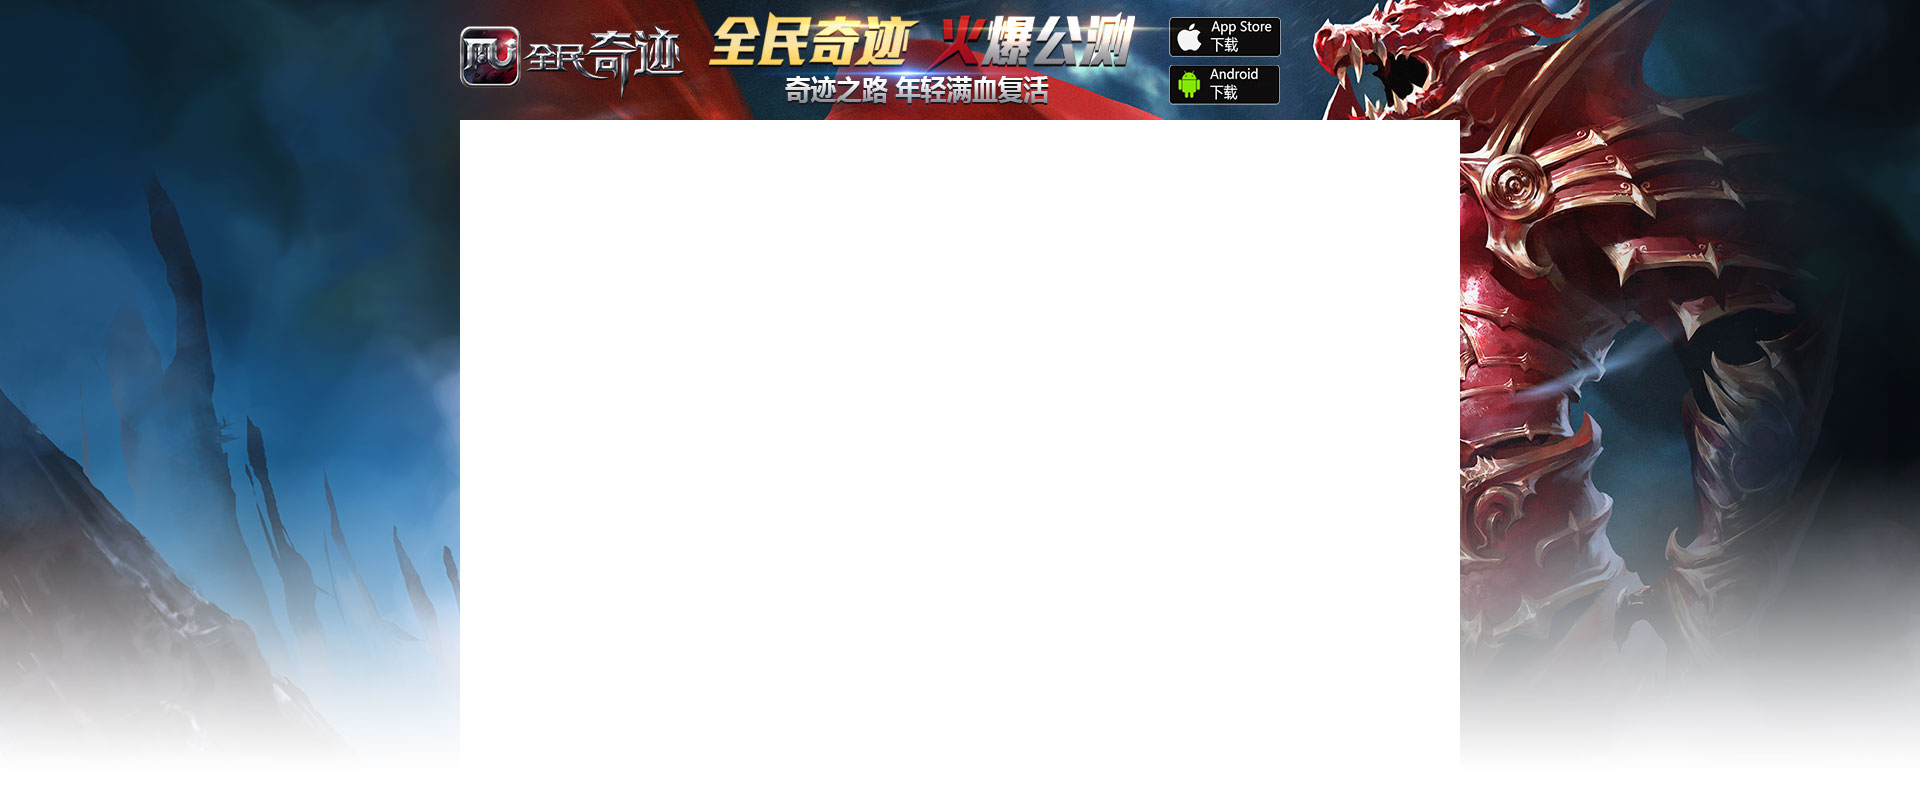 MU 全民奇迹
全民奇迹 火爆公测
奇迹之路 年轻满血复活
App Store
下载
Android
下载